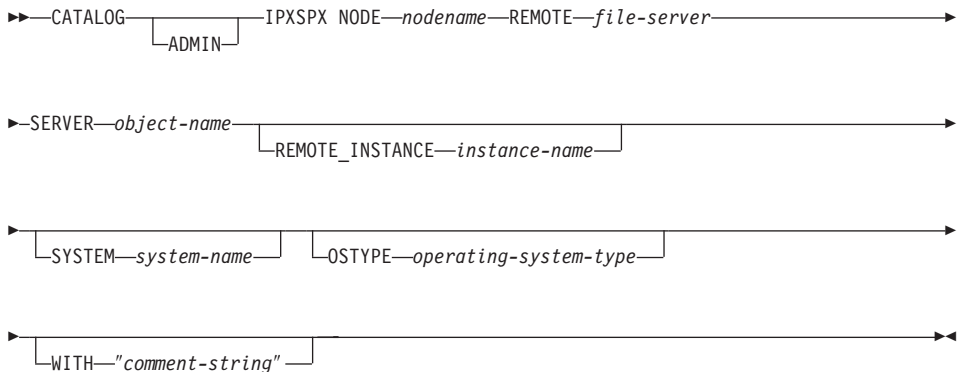 CATALOG IPXSPX NODE nodename REMOTE file-server
ADMIN
SERVER object-name
REMOTE_INSTANCE instance-name
SYSTEM system-name OSTYPE operating-system-type
WITH "comment-string"